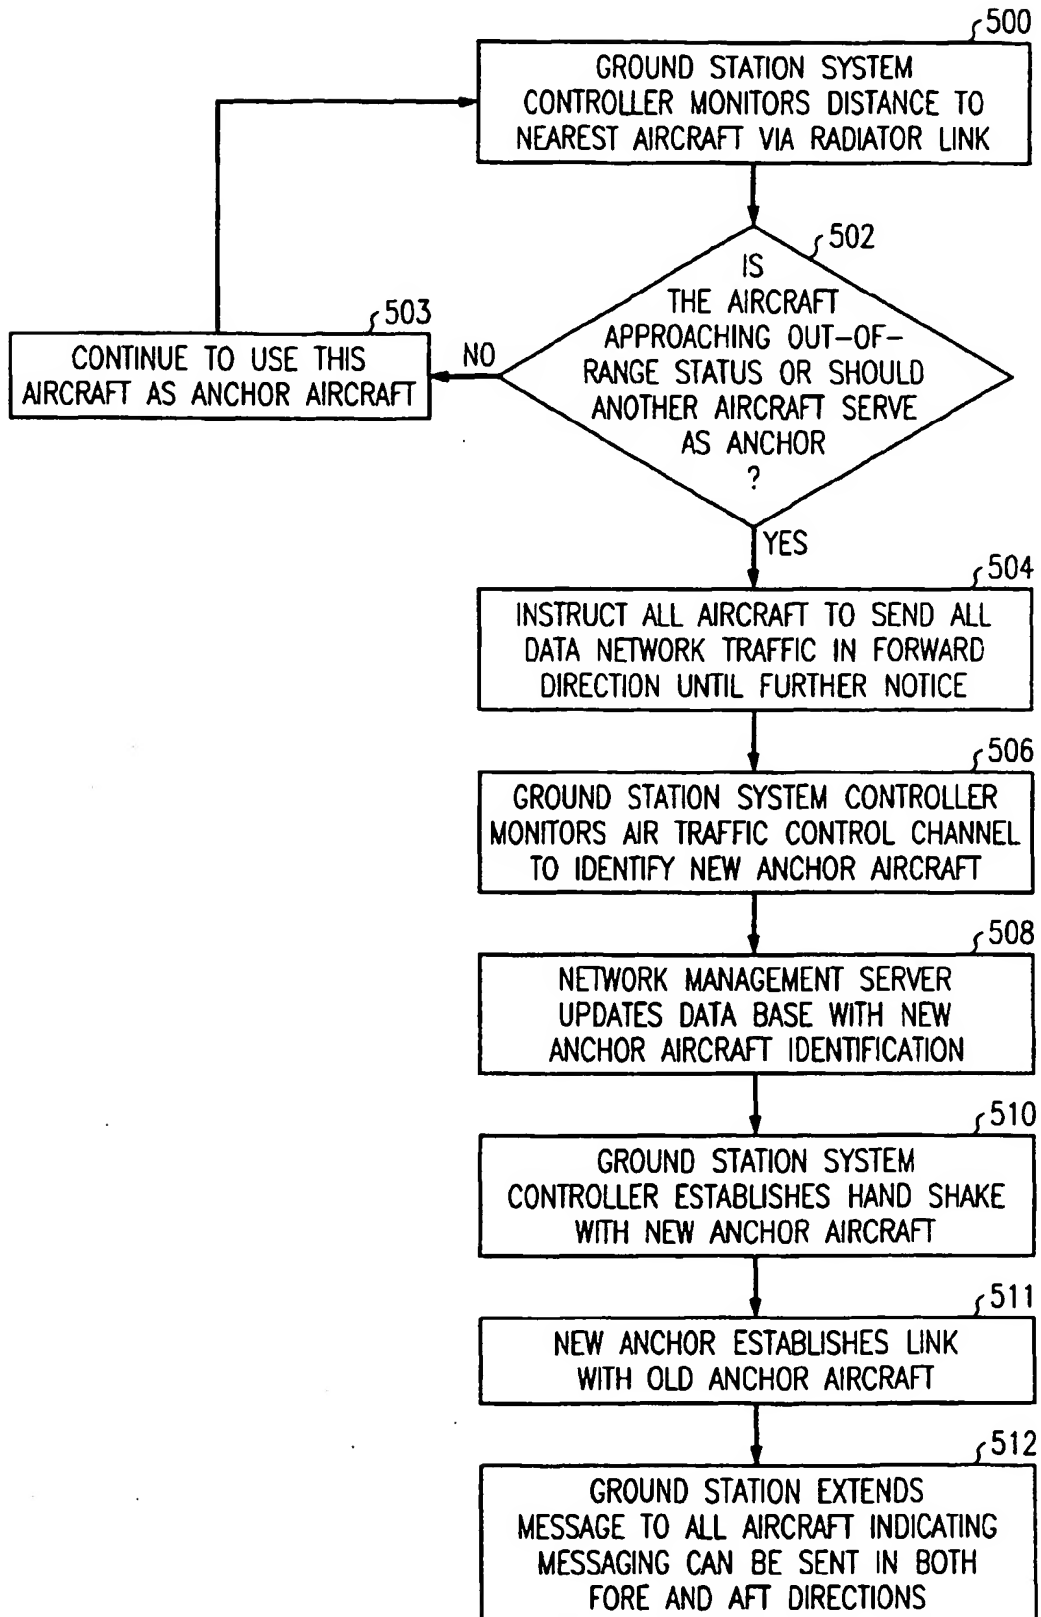 500
GROUND STATION SYSTEM
CONTROLLER MONITORS DISTANCE TO
NEAREST AIRCRAFT VIA RADIATOR LINK
502
IS
THE AIRCRAFT
APPROACHING OUT-OF-
RANGE STATUS OR SHOULD
ANOTHER AIRCRAFT SERVE
AS ANCHOR
?
503
CONTINUE TO USE THIS
AIRCRAFT AS ANCHOR AIRCRAFT
NO
YES
504
INSTRUCT ALL AIRCRAFT TO SEND ALL
DATA NETWORK TRAFFIC IN FORWARD
DIRECTION UNTIL FURTHER NOTICE
506
GROUND STATION SYSTEM CONTROLLER
MONITORS AIR TRAFFIC CONTROL CHANNEL
TO IDENTIFY NEW ANCHOR AIRCRAFT
508
NETWORK MANAGEMENT SERVER
UPDATES DATA BASE WITH NEW
ANCHOR AIRCRAFT IDENTIFICATION
510
GROUND STATION SYSTEM
CONTROLLER ESTABLISHES HAND SHAKE
WITH NEW ANCHOR AIRCRAFT
511
NEW ANCHOR ESTABLISHES LINK
WITH OLD ANCHOR AIRCRAFT
512
GROUND STATION EXTENDS
MESSAGE TO ALL AIRCRAFT INDICATING
MESSAGING CAN BE SENT IN BOTH
FORE AND AFT DIRECTIONS